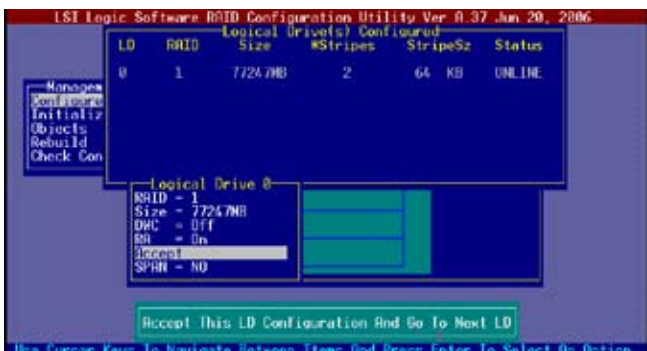 LSI Logic Software RAID Configuration Utility Ver A.37 Jun 20, 2006
Logical Drive(s) Configured
LD RAID Size #Stripes StripeSz Status
0 1 77247MB 2 64 KB ONLINE
Managem
Configure
Initializ
Objects
Rebuild
Check Con
Logical Drive 0
RAID = 1
Size = 77247MB
DWC = Off
RA = On
Accept
SPAN = NO
Accept This LD Configuration And Go To Next LD
Use Cursor Keys To Navigate Between Items And Press Enter To Select An Option